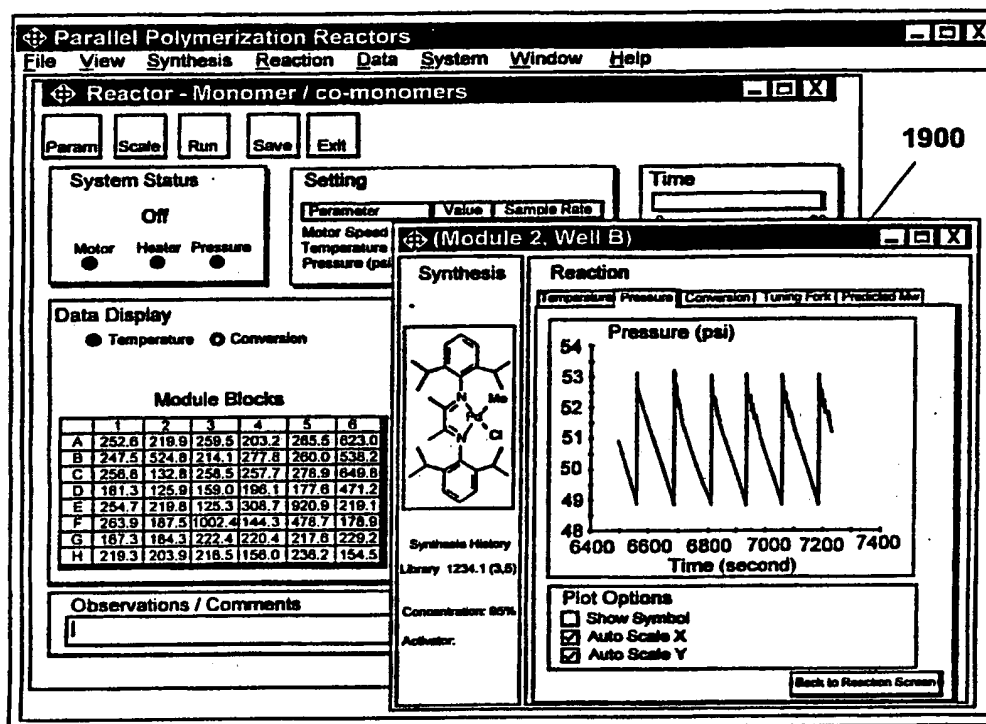 Parallel Polymerization Reactors
File View Synthesis Reaction Data System Window Help
Reactor - Monomer / co-monomers
Param Scale Run Save Exit
1900
System Status
Off
Motor Heater Pressure
Setting
Parameter Value Sample Rate
Motor Speed
Temperature
Pressure (psi
Time
Data Display
Temperature Conversion
Module Blocks
1 2 3 4 5 6
A 252.6 219.9 259.5 203.2 265.5 623.0
B 247.5 524.8 214.1 277.8 260.0 538.2
C 256.8 132.8 258.5 257.7 278.9 649.8
D 181.3 125.9 159.0 196.1 177.6 471.2
E 254.7 219.8 125.3 308.7 920.9 219.1
F 263.9 187.5 1002.4 144.3 478.7 178.9
G 187.3 184.3 222.4 220.4 217.6 229.2
H 219.3 203.9 216.5 156.0 236.2 154.5
Observations / Comments
(Module 2, Well B)
Synthesis
N
Me
Pd
Cl
N
Synthesis History
Library 1234.1 (3,5)
Concentration: 95%
Activator:
Reaction
Temperature Pressure Conversion Tuning Fork Predicted Mw
Pressure (psi)
54
53
52
51
50
49
48
6400 6600 6800 7000 7200 7400
Time (second)
Plot Options
Show Symbol
Auto Scale X
Auto Scale Y
Back to Reaction Screen